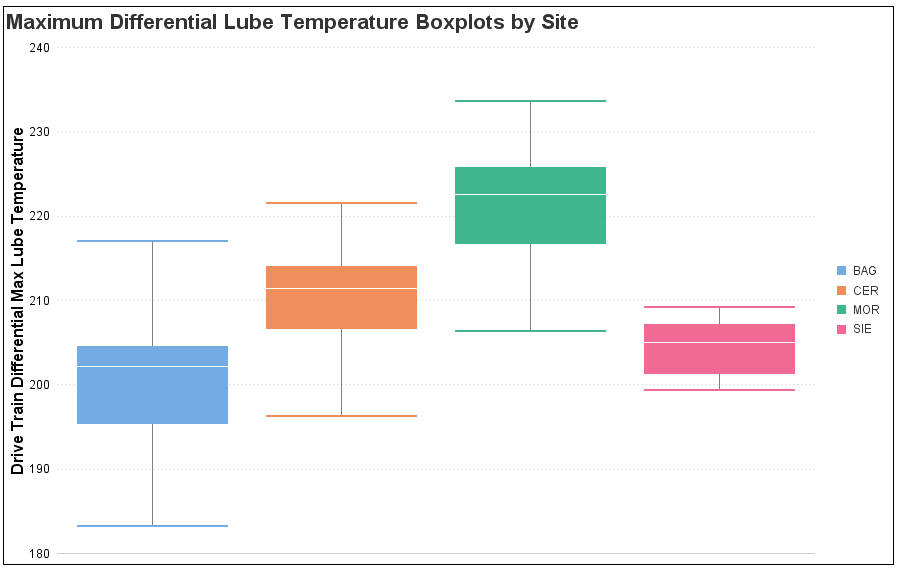 Maximum Differential Lube Temperature Boxplots by Site
Drive Train Differential Max Lube Temperature
240
230
220
210
200
190
180
BAG
CER
MOR
SIE